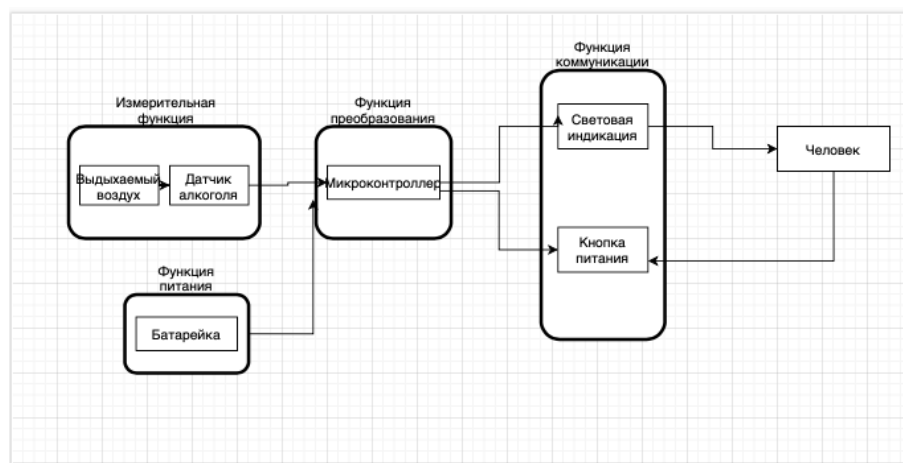 Функция
коммуникации
Измерительная
функция
Функция
преобразования
Световая
индикация
Человек
Выдыхаемый
воздух
Датчик
алкоголя
Микроконтроллер
Кнопка
питания
Функция
питания
Батарейка